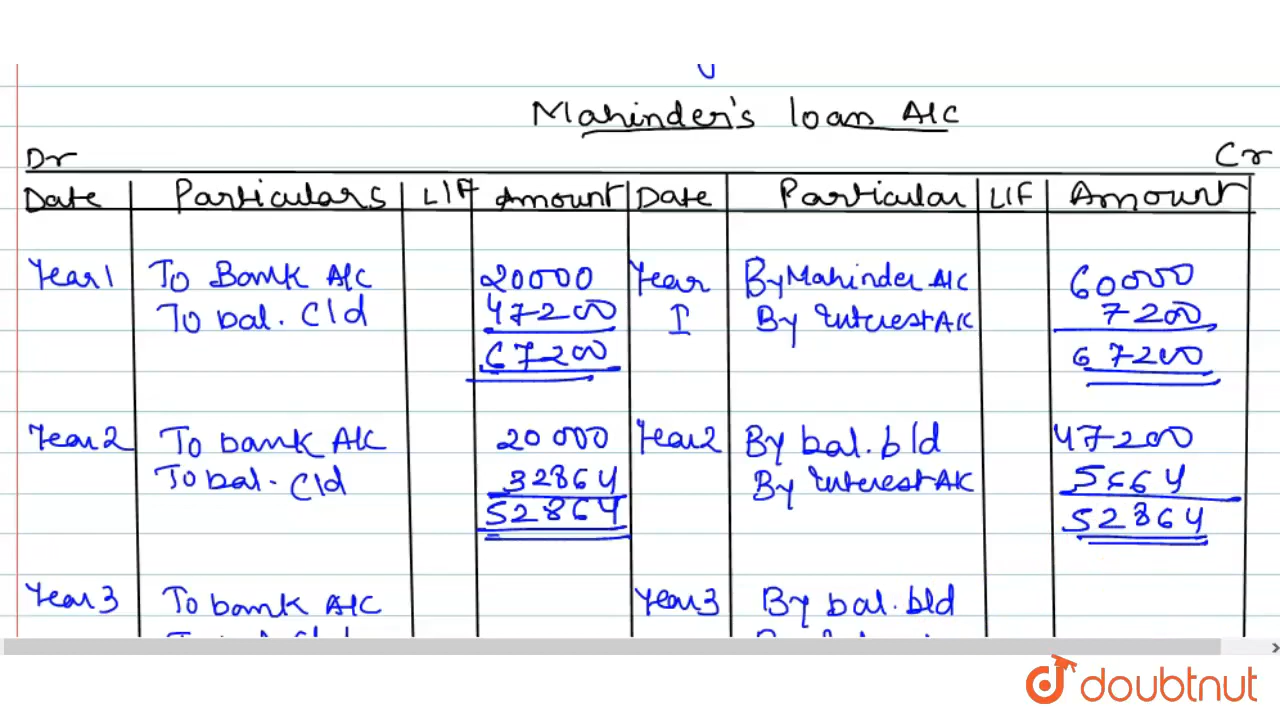 Mahinder's loan A/C
Dr Cr
Date Particulars L/F Amount Date Particular L/F Amount
Year 1 To Bank A/C 20000 Year By Mahinder A/C 60000
To bal. C/d 47200 I By Interest A/C 7200
67200 67200
Year 2 To bank A/C 20000 Year 2 By bal. b/d 47200
To bal. C/d 32864 By Interest A/C 5664
52864 52864
Year 3 To bank A/C Year 3 By bal. b/d
doubtnut